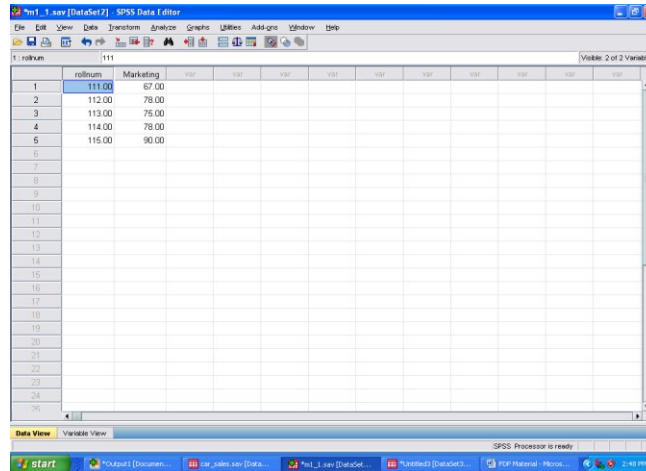 *m1_1.sav [DataSet2] - SPSS Data Editor
File Edit View Data Transform Analyze Graphs Utilities Add-ons Window Help
1 : rollnum 111 Visible: 2 of 2 Variabl
rollnum Marketing var var var var var var var var var var
1 111.00 67.00
2 112.00 78.00
3 113.00 75.00
4 114.00 78.00
5 115.00 90.00
6
7
8
9
10
11
12
13
14
15
16
17
18
19
20
21
22
23
24
25
Data View Variable View
SPSS Processor is ready
start *Output1 [Documen... car_sales.sav [Data... *m1_1.sav [DataSet... *Untitled3 [DataSet3... FDP Material - Micros... 2:48 PM